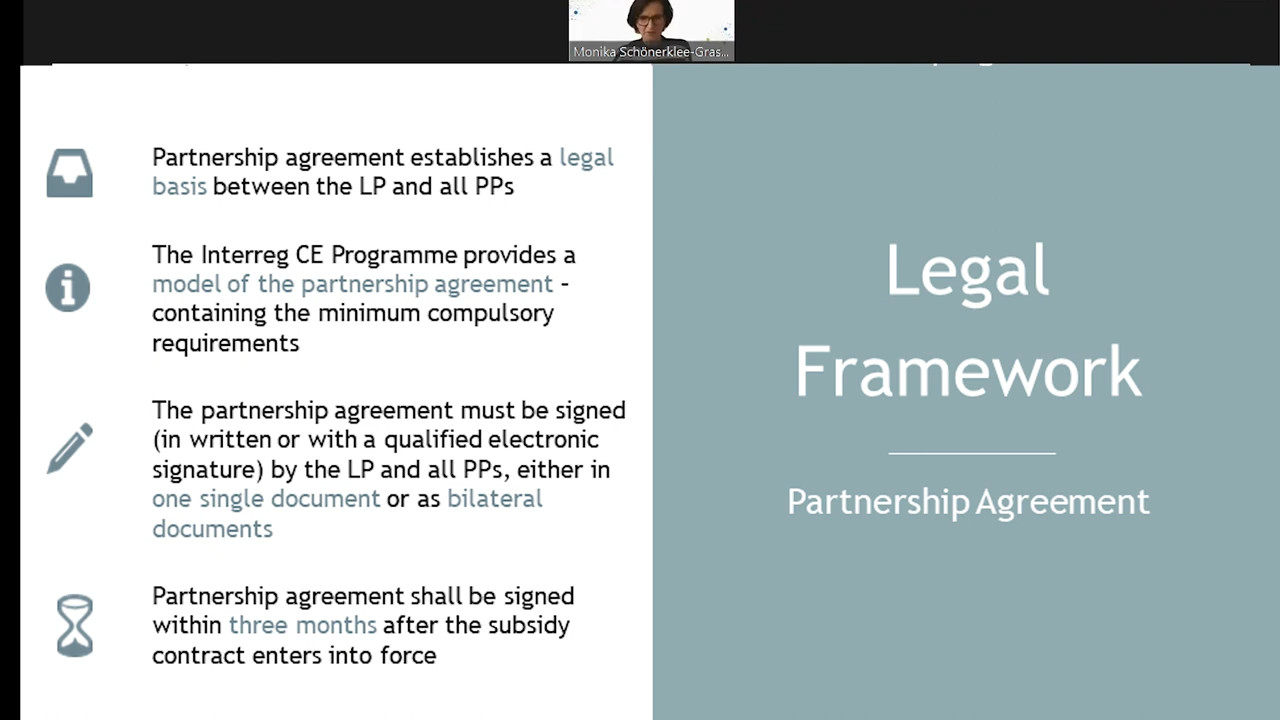 Monika Schönerklee-Gras...
Partnership agreement establishes a legal
basis between the LP and all PPs
The Interreg CE Programme provides a
model of the partnership agreement –
containing the minimum compulsory
requirements
The partnership agreement must be signed
(in written or with a qualified electronic
signature) by the LP and all PPs, either in
one single document or as bilateral
documents
Partnership agreement shall be signed
within three months after the subsidy
contract enters into force
Legal
Framework
Partnership Agreement